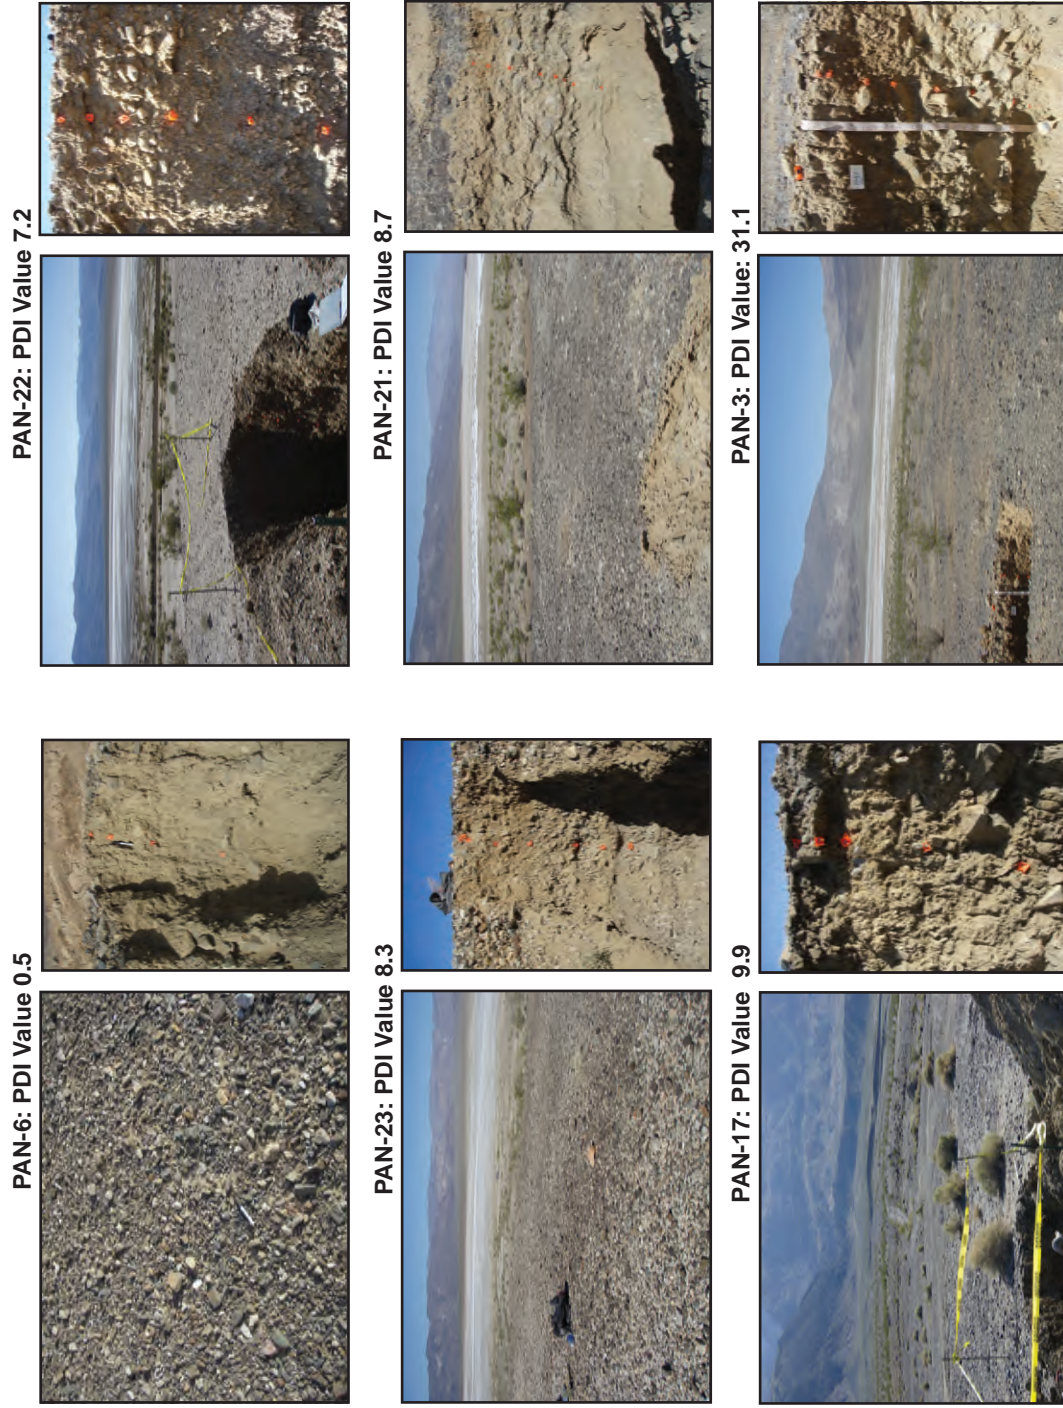 PAN-6: PDI Value 0.5
PAN-22: PDI Value 7.2
PAN-23: PDI Value 8.3
PAN-21: PDI Value 8.7
PAN-17: PDI Value 9.9
PAN-3: PDI Value: 31.1